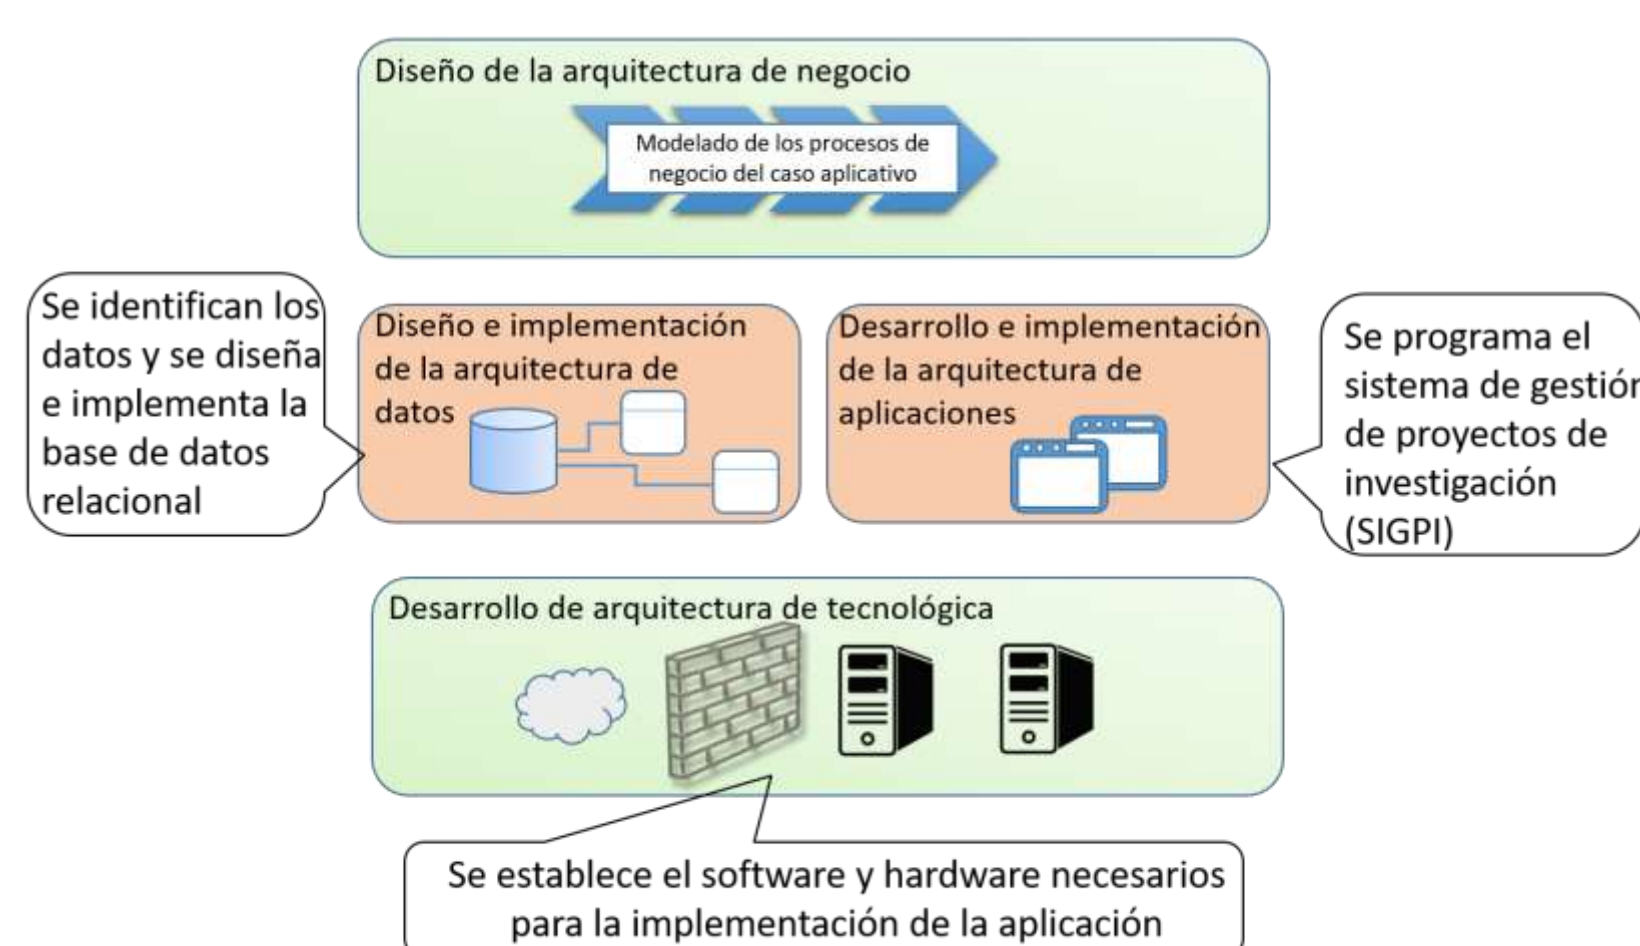 Diseño de la arquitectura de negocio
Modelado de los procesos de
negocio del caso aplicativo
Se identifican los
datos y se diseña
e implementa la
base de datos
relacional
Diseño e implementación
de la arquitectura de
datos
Desarrollo e implementación
de la arquitectura de
aplicaciones
Se programa el
sistema de gestión
de proyectos de
investigación
(SIGPI)
Desarrollo de arquitectura de tecnológica
Se establece el software y hardware necesarios
para la implementación de la aplicación